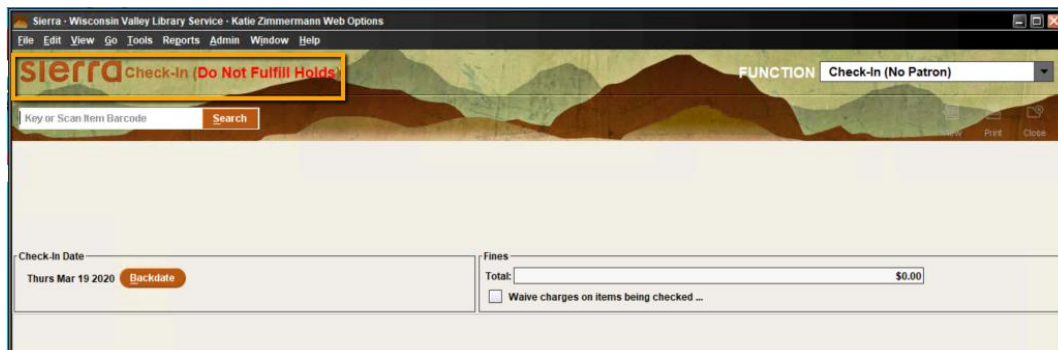 Sierra · Wisconsin Valley Library Service · Katie Zimmermann Web Options
File Edit View Go Tools Reports Admin Window Help
sierra Check-In (Do Not Fulfill Holds)
FUNCTION Check-In (No Patron)
Key or Scan Item Barcode Search
View Print Close
Check-In Date
Thurs Mar 19 2020 Backdate
Fines
Total: $0.00
Waive charges on items being checked ...